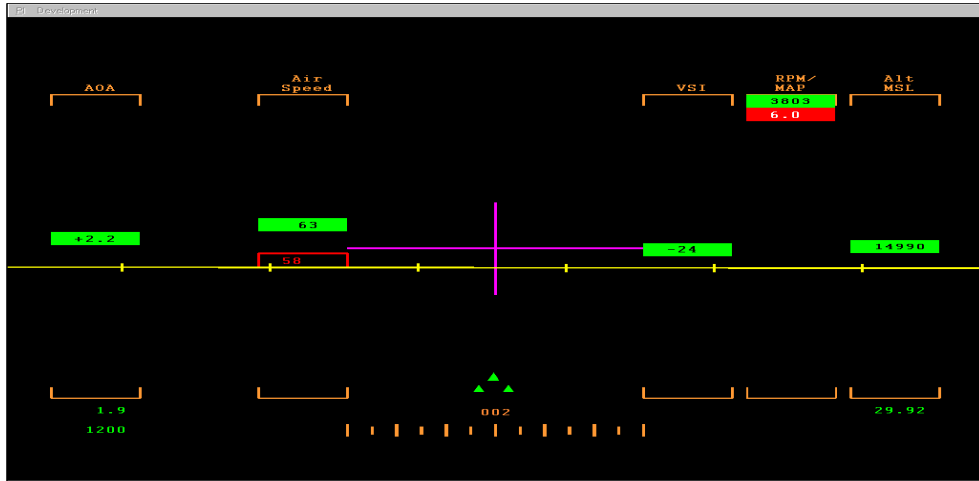 PI Development
AOA
Air
Speed
VSI
RPM/
MAP
Alt
MSL
3803
6.0
63
+2.2
-24
14990
58
1.9
002
29.92
1200